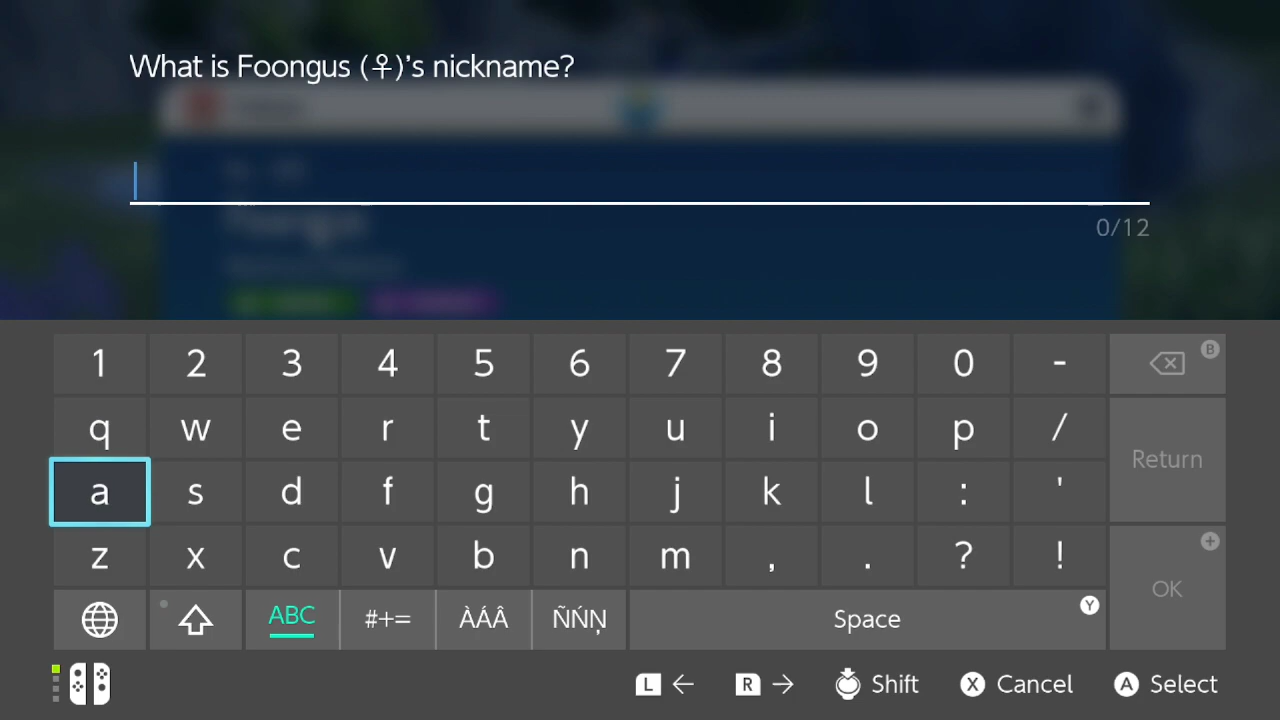 What is Foongus (♀)'s nickname?
0/12
1 2 3 4 5 6 7 8 9 0 - B
q w e r t y u i o p / Return
a s d f g h j k l : '
z x c v b n m , . ? ! + OK
ABC #+= ÀÁÂ ÑŃŅ Space Y
L ← R → Shift X Cancel A Select